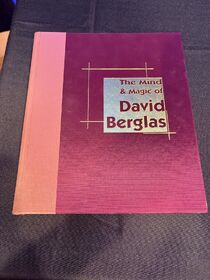 The Mind
& Magic of
David
Berglas